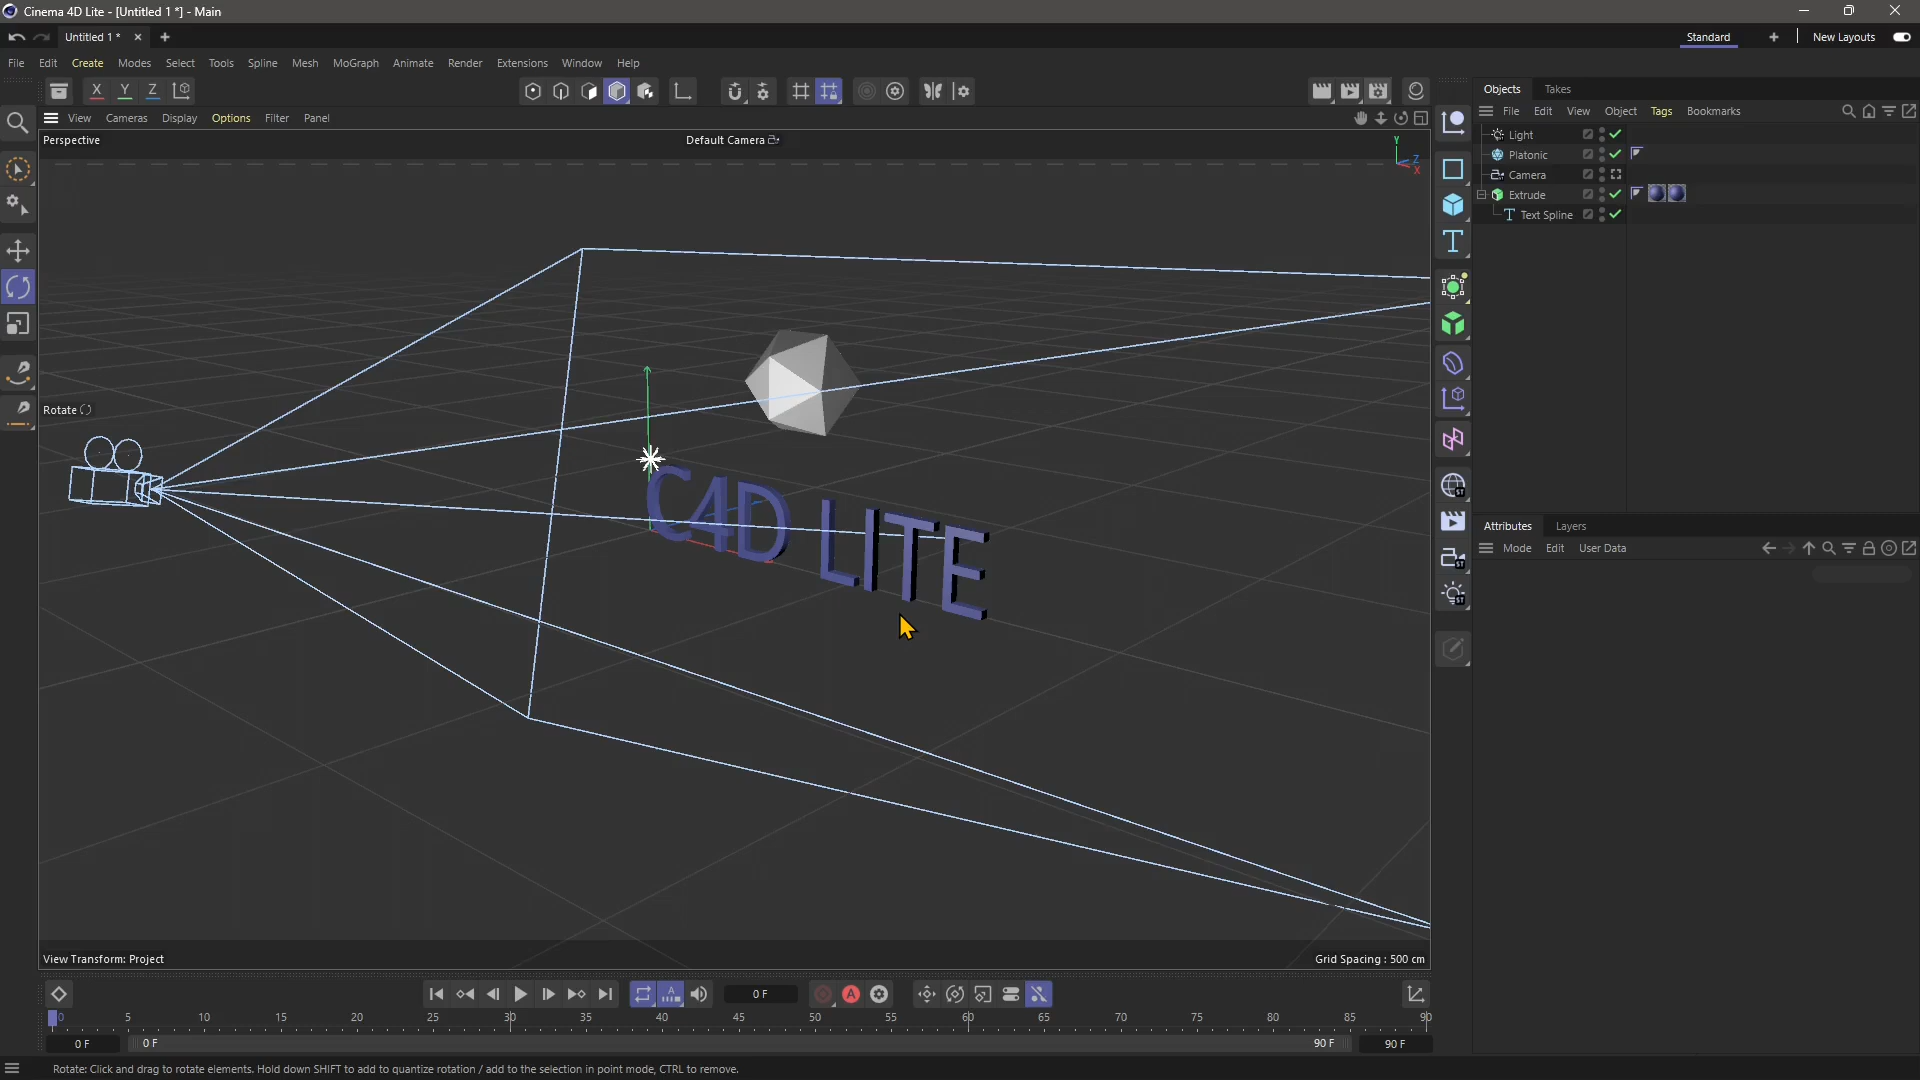 Cinema 4D Lite - [Untitled 1 *] - Main
Untitled 1 *
Standard
New Layouts
File Edit Create Modes Select Tools Spline Mesh MoGraph Animate Render Extensions Window Help
X Y Z
Objects Takes
View Cameras Display Options Filter Panel
File Edit View Object Tags Bookmarks
Perspective
Default Camera
Y
Z
X
Light
Platonic
Camera
Extrude
Text Spline
Rotate
C4D LITE
Attributes Layers
Mode Edit User Data
View Transform: Project
Grid Spacing : 500 cm
0 F
0 5 10 15 20 25 30 35 40 45 50 55 60 65 70 75 80 85 90
0 F 0 F 90 F 90 F
Rotate: Click and drag to rotate elements. Hold down SHIFT to add to quantize rotation / add to the selection in point mode, CTRL to remove.